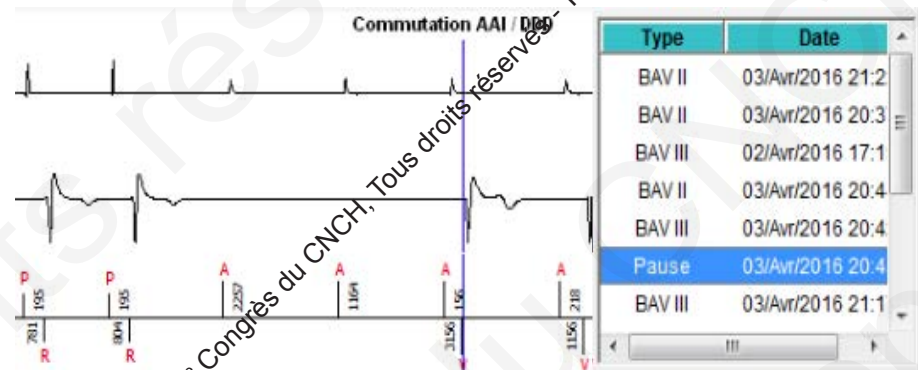 Commutation AAI / DDD
Type Date
BAV II 03/Avr/2016 21:2
BAV II 03/Avr/2016 20:3
BAV III 02/Avr/2016 17:1
BAV II 03/Avr/2016 20:4
BAV III 03/Avr/2016 20:4
Pause 03/Avr/2016 20:4
BAV III 03/Avr/2016 21:1
P P A A A A
195 195 2257 1164 156 218
781 804 3156 1156
R R V V
Congrès du CNCH, Tous droits réservés -